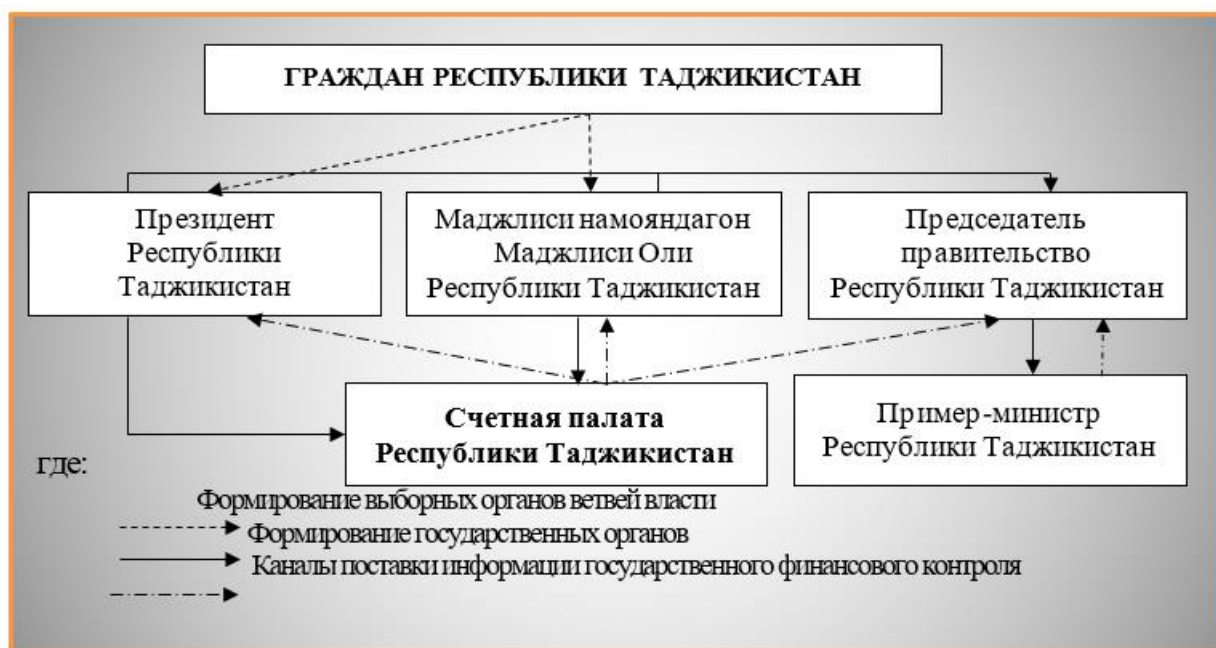 ГРАЖДАН РЕСПУБЛИКИ ТАДЖИКИСТАН
Президент
Республики
Таджикистан
Маджлиси намояндагон
Маджлиси Оли
Республики Таджикистан
Председатель
правительство
Республики Таджикистан
Счетная палата
Республики Таджикистан
Пример-министр
Республики Таджикистан
где:
Формирование выборных органов ветвей власти
Формирование государственных органов
Каналы поставки информации государственного финансового контроля